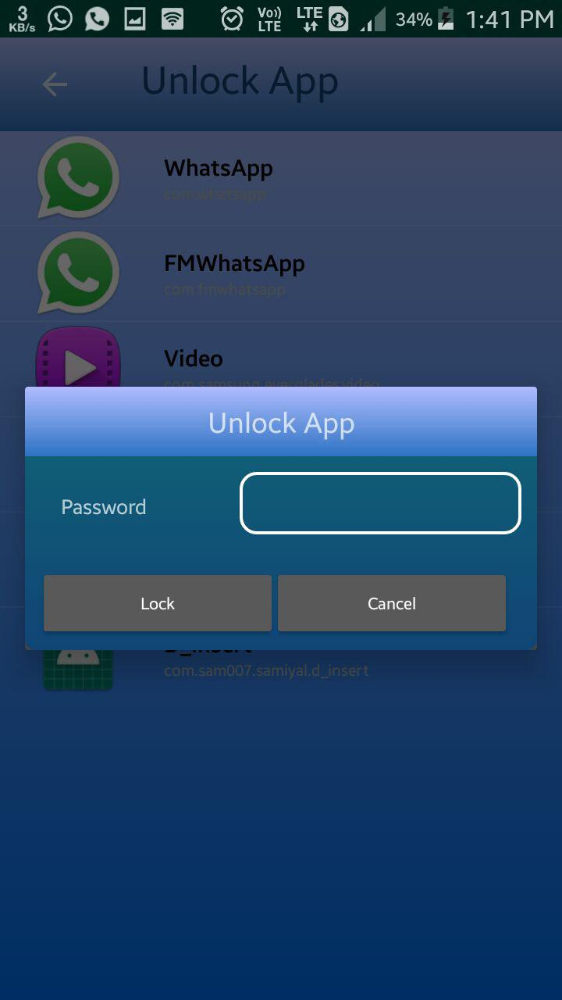 3
KB/s
Vo))
LTE
LTE
34%
1:41 PM
Unlock App
WhatsApp
com.whatsapp
FMWhatsApp
com.fmwhatsapp
Video
com.samsung.everglades.video
Unlock App
Password
Lock
Cancel
D_insert
com.sam007.samiyal.d_insert